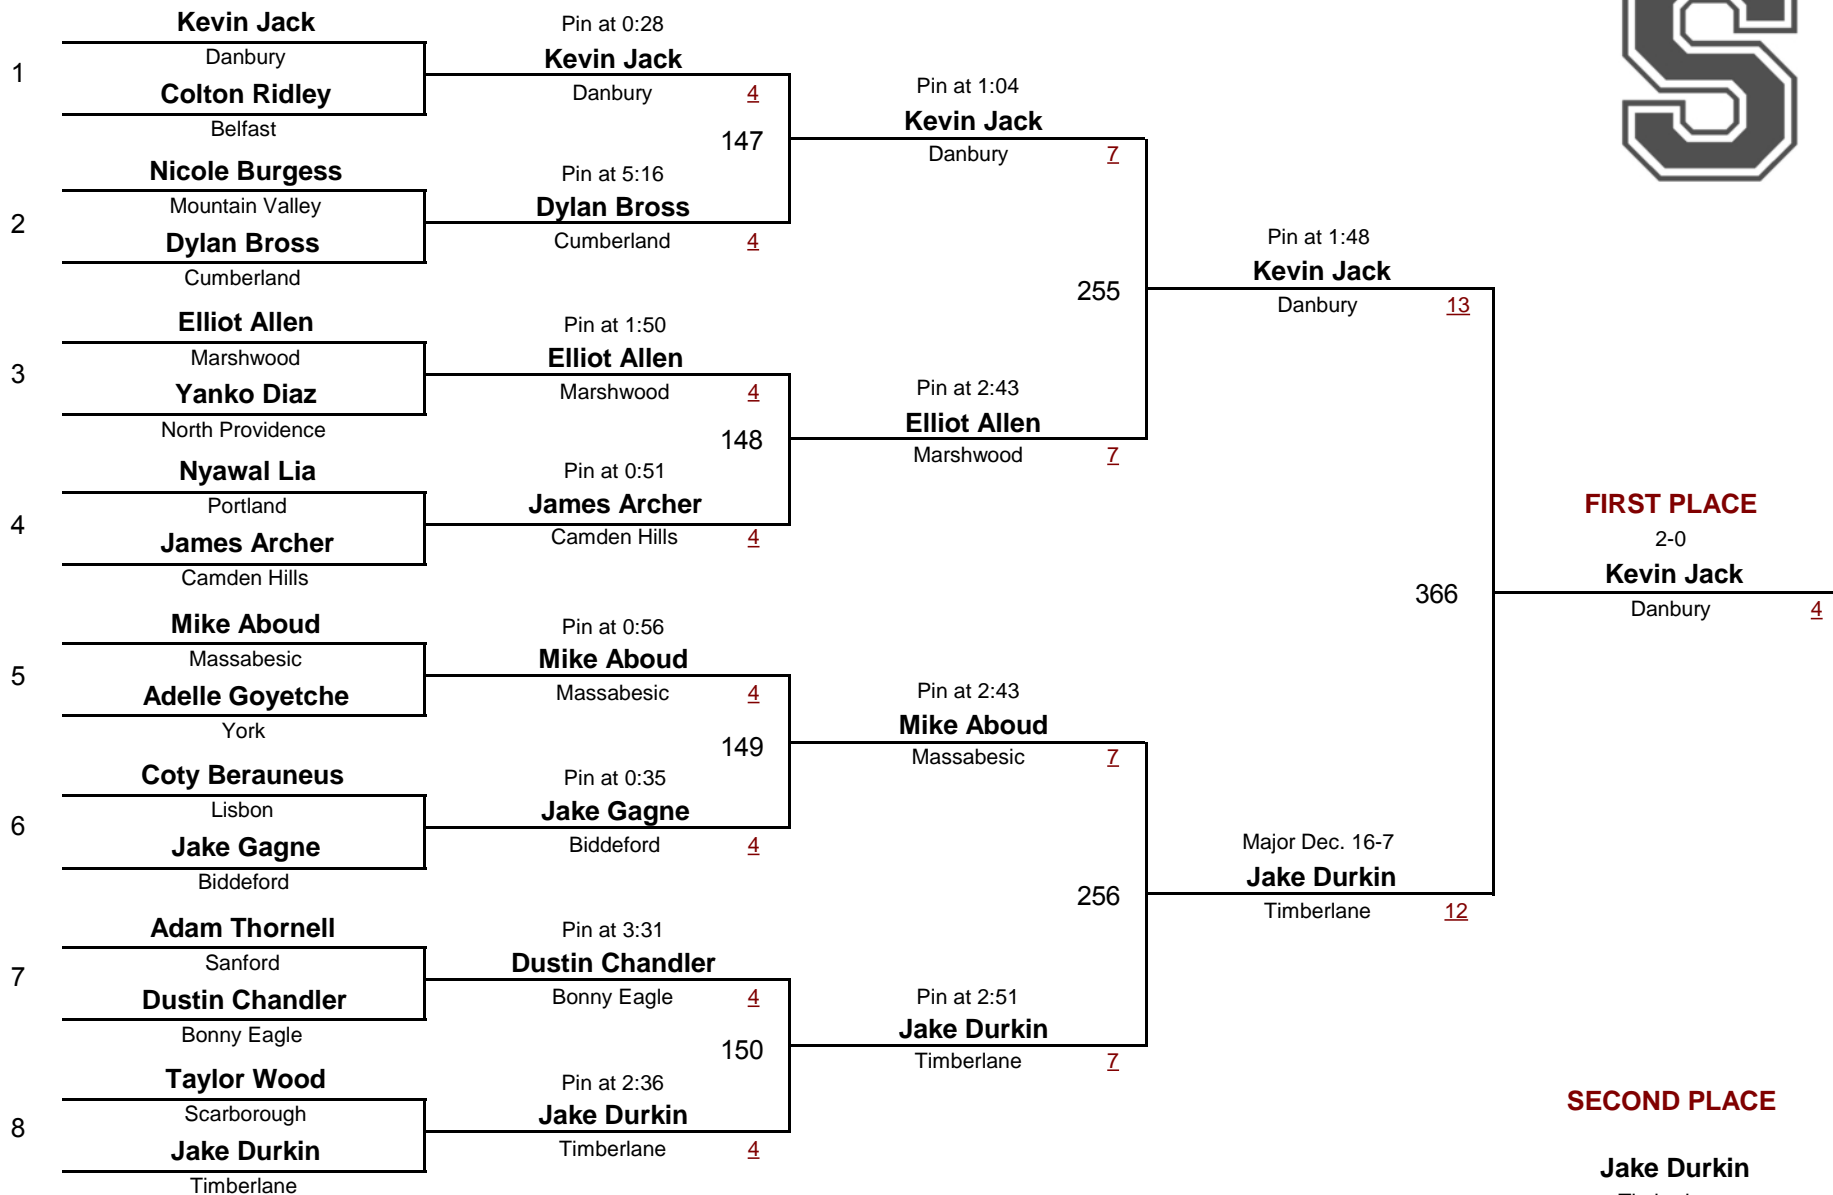 Kevin Jack
Danbury
1
Colton Ridley
Belfast
Nicole Burgess
Mountain Valley
2
Dylan Bross
Cumberland
Elliot Allen
Marshwood
3
Yanko Diaz
North Providence
Nyawal Lia
Portland
4
James Archer
Camden Hills
Mike Aboud
Massabesic
5
Adelle Goyetche
York
Coty Berauneus
Lisbon
6
Jake Gagne
Biddeford
Adam Thornell
Sanford
7
Dustin Chandler
Bonny Eagle
Taylor Wood
Scarborough
8
Jake Durkin
Timberlane
Pin at 0:28
Kevin Jack
Danbury 4
147
Pin at 5:16
Dylan Bross
Cumberland 4
Pin at 1:50
Elliot Allen
Marshwood 4
148
Pin at 0:51
James Archer
Camden Hills 4
Pin at 0:56
Mike Aboud
Massabesic 4
149
Pin at 0:35
Jake Gagne
Biddeford 4
Pin at 3:31
Dustin Chandler
Bonny Eagle 4
150
Pin at 2:36
Jake Durkin
Timberlane 4
Pin at 1:04
Kevin Jack
Danbury 7
255
Pin at 2:43
Elliot Allen
Marshwood 7
Pin at 2:43
Mike Aboud
Massabesic 7
256
Pin at 2:51
Jake Durkin
Timberlane 7
Pin at 1:48
Kevin Jack
Danbury 13
366
Major Dec. 16-7
Jake Durkin
Timberlane 12
S
FIRST PLACE
2-0
Kevin Jack
Danbury 4
SECOND PLACE
Jake Durkin